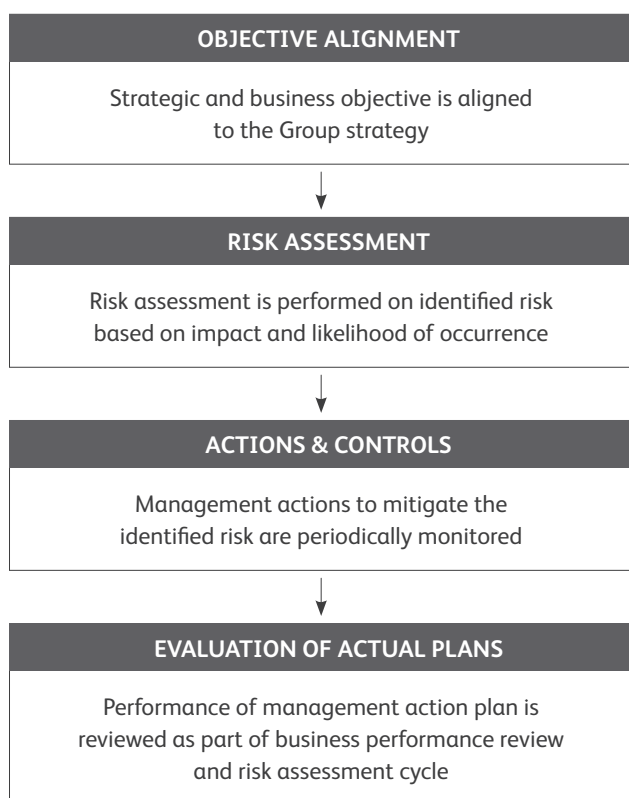 OBJECTIVE ALIGNMENT
Strategic and business objective is aligned
to the Group strategy
RISK ASSESSMENT
Risk assessment is performed on identified risk
based on impact and likelihood of occurrence
ACTIONS & CONTROLS
Management actions to mitigate the
identified risk are periodically monitored
EVALUATION OF ACTUAL PLANS
Performance of management action plan is
reviewed as part of business performance review
and risk assessment cycle